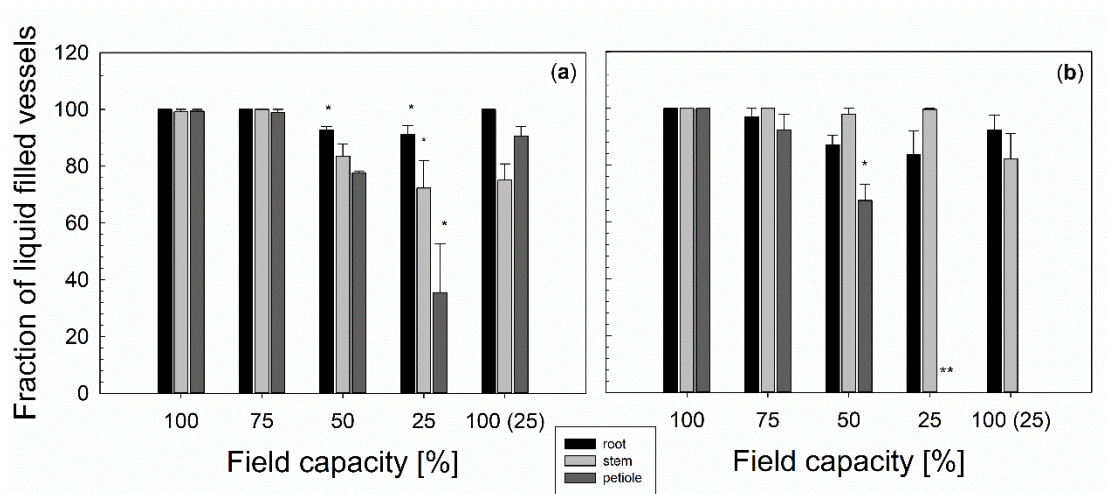 Fraction of liquid filled vessels
120
100
80
60
40
20
0
(a)
*
*
*
*
100 75 50 25 100 (25)
Field capacity [%]
(b)
*
**
100 75 50 25 100 (25)
Field capacity [%]
root
stem
petiole